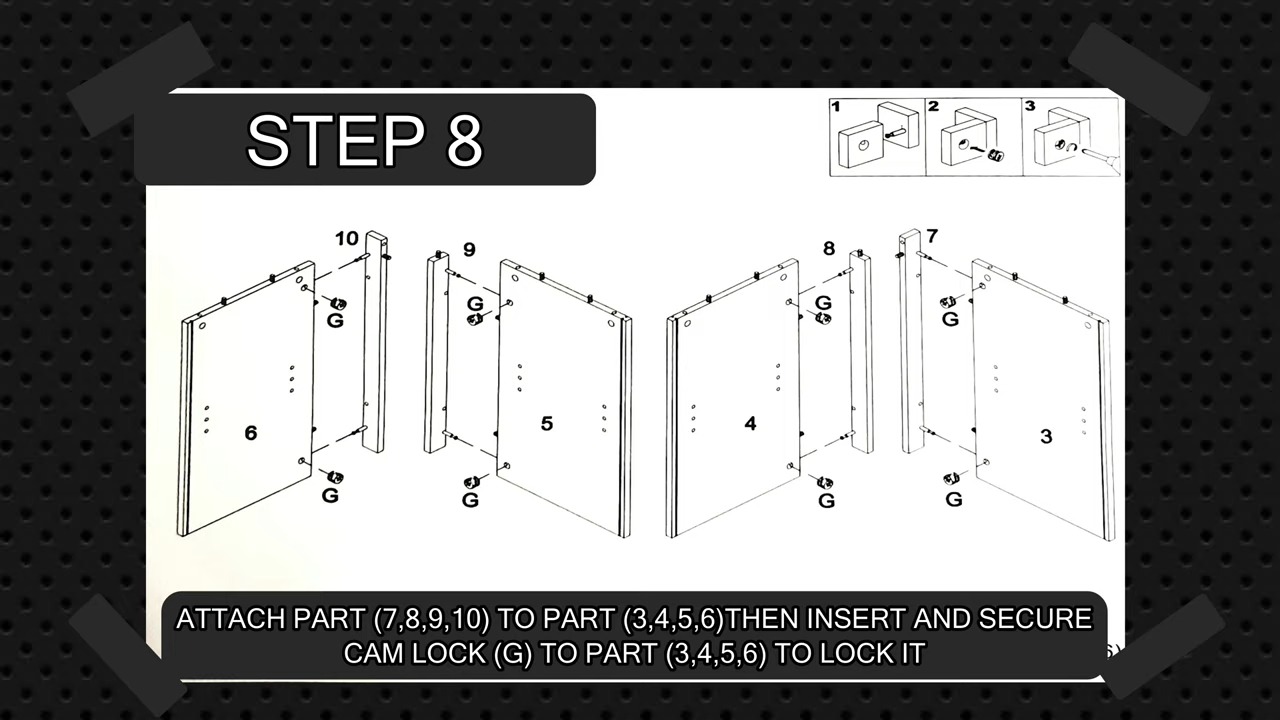 STEP 8
1 2 3
10 9 8 7
G G G G
6 5 4 3
G G G G
ATTACH PART (7,8,9,10) TO PART (3,4,5,6)THEN INSERT AND SECURE
CAM LOCK (G) TO PART (3,4,5,6) TO LOCK IT